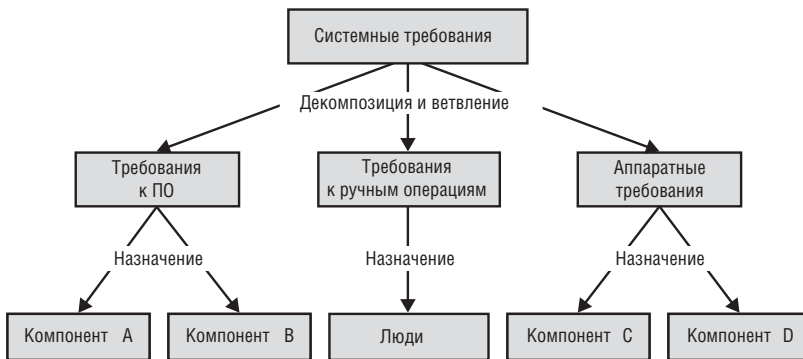 Системные требования
Декомпозиция и ветвление
Требования
к ПО
Требования
к ручным операциям
Аппаратные
требования
Назначение
Назначение
Назначение
Компонент A
Компонент B
Люди
Компонент C
Компонент D